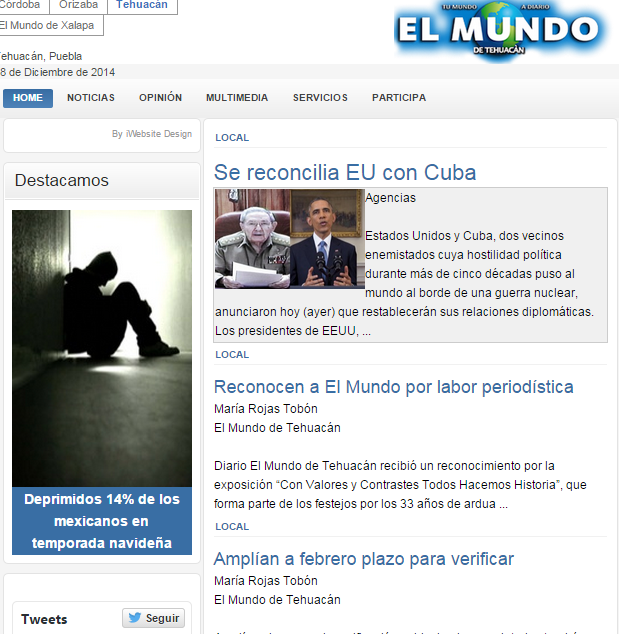 Córdoba
Orizaba
Tehuacán
El Mundo de Xalapa
TU MUNDO A DIARIO
EL MUNDO
DE TEHUACÁN
ehuacán, Puebla
8 de Diciembre de 2014
HOME NOTICIAS OPINIÓN MULTIMEDIA SERVICIOS PARTICIPA
By iWebsite Design
Destacamos
Deprimidos 14% de los
mexicanos en
temporada navideña
Tweets
Seguir
LOCAL
Se reconcilia EU con Cuba
Agencias
Estados Unidos y Cuba, dos vecinos
enemistados cuya hostilidad política
durante más de cinco décadas puso al
mundo al borde de una guerra nuclear,
anunciaron hoy (ayer) que restablecerán sus relaciones diplomáticas.
Los presidentes de EEUU, ...
LOCAL
Reconocen a El Mundo por labor periodística
María Rojas Tobón
El Mundo de Tehuacán
Diario El Mundo de Tehuacán recibió un reconocimiento por la
exposición “Con Valores y Contrastes Todos Hacemos Historia”, que
forma parte de los festejos por los 33 años de ardua ...
LOCAL
Amplían a febrero plazo para verificar
María Rojas Tobón
El Mundo de Tehuacán